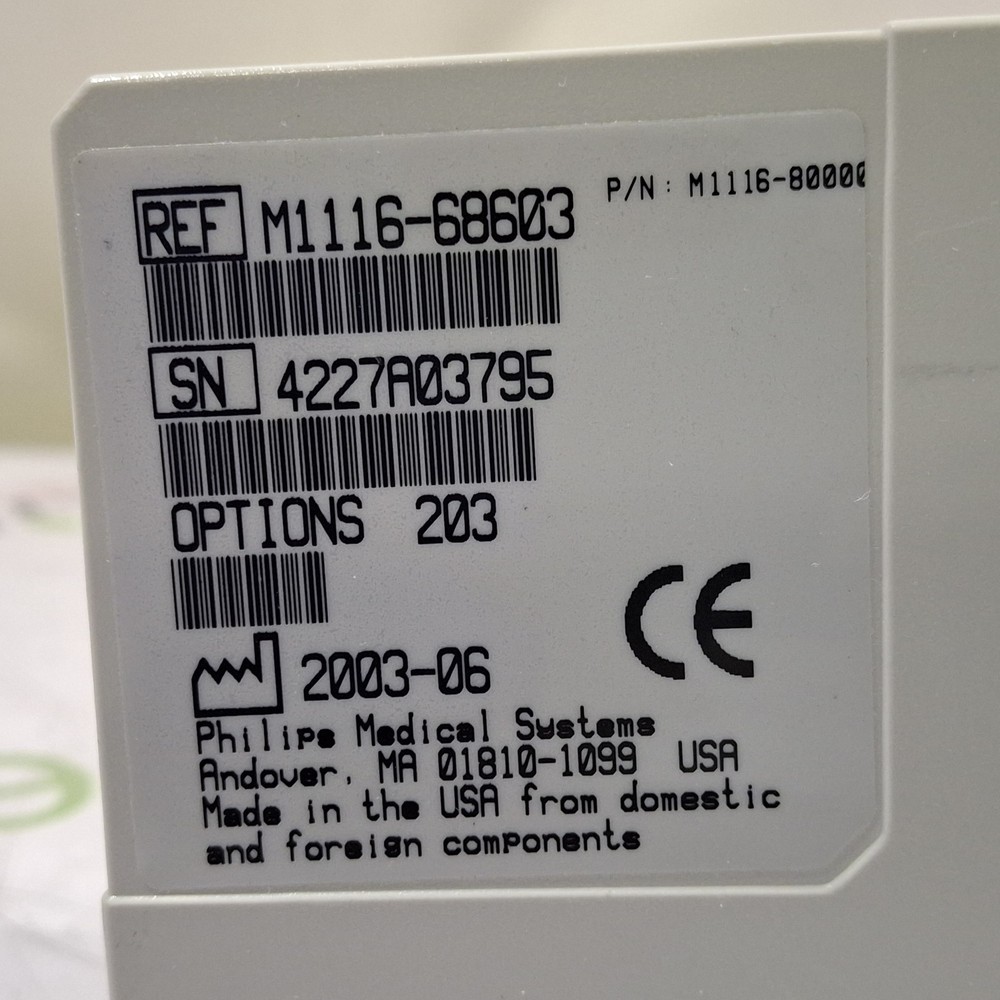 REF M1116-68603
P/N: M1116-80000
SN 4227A03795
OPTIONS 203
CE
2003-06
Philips Medical Systems
Andover, MA 01810-1099 USA
Made in the USA from domestic
and foreign components